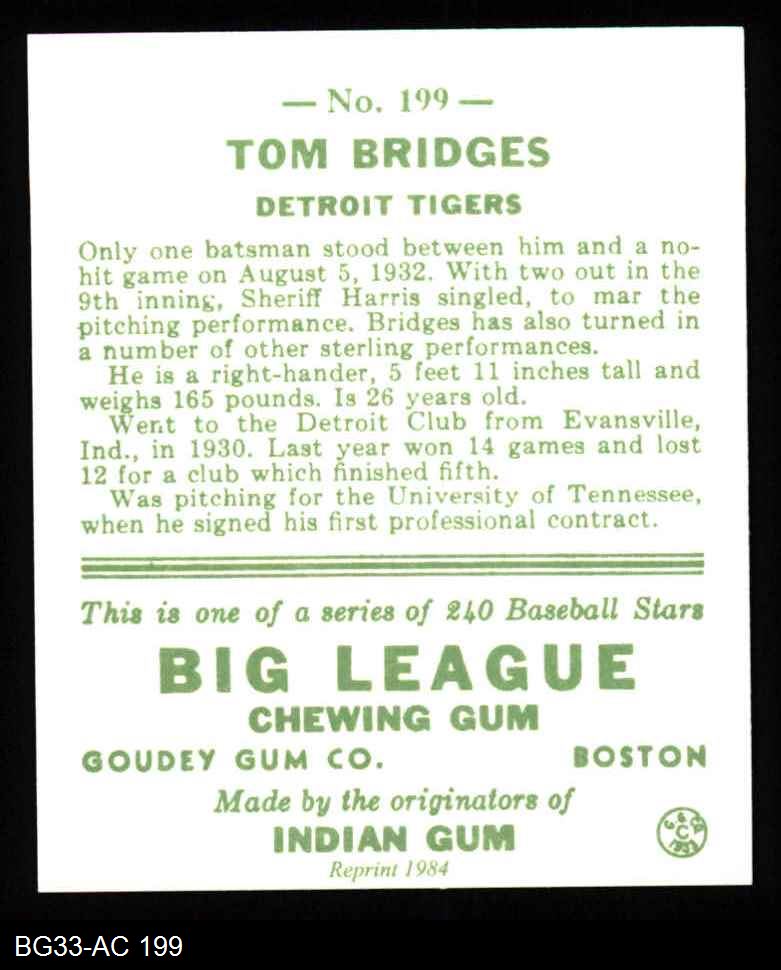 — No. 199 —
TOM BRIDGES
DETROIT TIGERS
Only one batsman stood between him and a no-
hit game on August 5, 1932. With two out in the
9th inning, Sheriff Harris singled, to mar the
pitching performance. Bridges has also turned in
a number of other sterling performances.
He is a right-hander, 5 feet 11 inches tall and
weighs 165 pounds. Is 26 years old.
Went to the Detroit Club from Evansville,
Ind., in 1930. Last year won 14 games and lost
12 for a club which finished fifth.
Was pitching for the University of Tennessee,
when he signed his first professional contract.
This is one of a series of 240 Baseball Stars
BIG LEAGUE
CHEWING GUM
GOUDEY GUM CO. BOSTON
Made by the originators of
INDIAN GUM
G. G. CO.
C
1933
Reprint 1984
BG33-AC 199